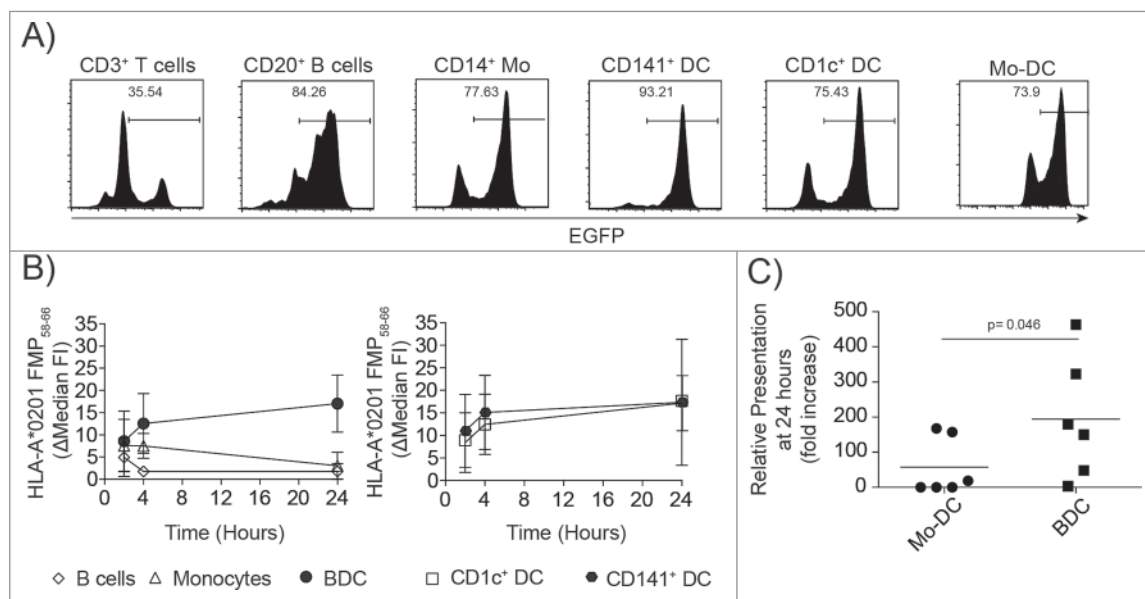 A)
CD3⁺ T cells
CD20⁺ B cells
CD14⁺ Mo
CD141⁺ DC
CD1c⁺ DC
Mo-DC
35.54
84.26
77.63
93.21
75.43
73.9
EGFP
B)
HLA-A*0201 FMP₅₈₋₆₆
(ΔMedian FI)
35
30
25
20
15
10
5
0
0 4 8 12 16 20 24
Time (Hours)
HLA-A*0201 FMP₅₈₋₆₆
(ΔMedian FI)
35
30
25
20
15
10
5
0
0 4 8 12 16 20 24
Time (Hours)
B cells
Monocytes
BDC
CD1c⁺ DC
CD141⁺ DC
C)
Relative Presentation
at 24 hours
(fold increase)
500
400
300
200
100
0
p= 0.046
Mo-DC
BDC